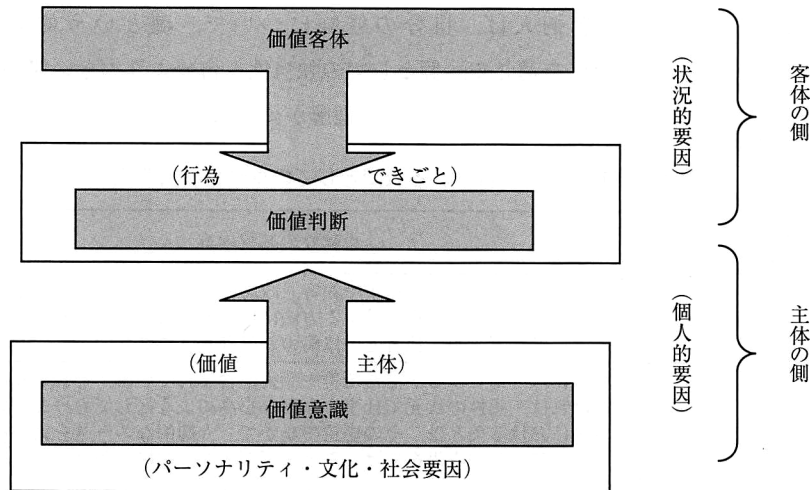 価値客体
(行為 できごと)
価値判断
(価値 主体)
価値意識
(パーソナリティ・文化・社会要因)
(状況的要因)
客体の側
(個人的要因)
主体の側